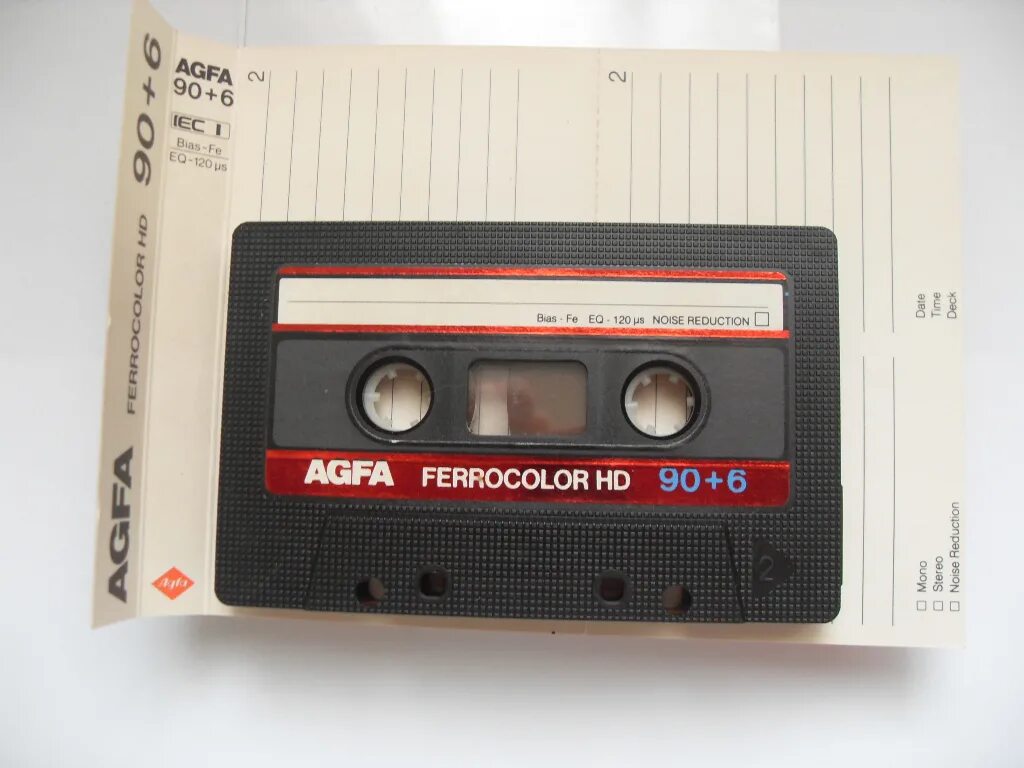 AGFA FERROCOLOR HD 90+6
AGFA
90+6
IEC I
Bias-Fe
EQ-120 µs
Agfa
2
2
Date
Time
Deck
Mono
Stereo
Noise Reduction
Bias - Fe EQ - 120 µs NOISE REDUCTION
AGFA FERROCOLOR HD 90+6
2